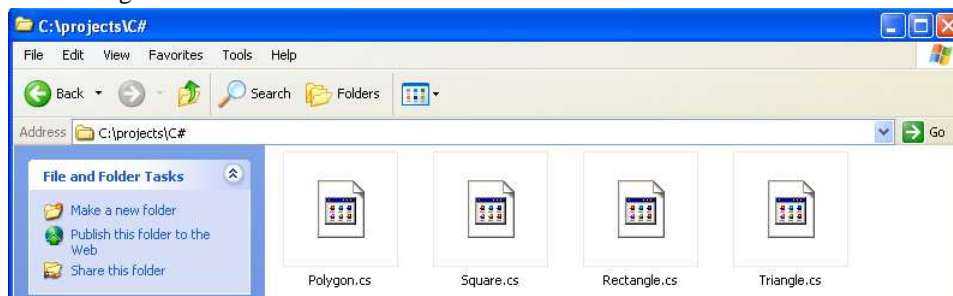 C:\projects\C#
File Edit View Favorites Tools Help
Back Search Folders
Address C:\projects\C# Go
File and Folder Tasks
Make a new folder
Publish this folder to the
Web
Share this folder
Polygon.cs Square.cs Rectangle.cs Triangle.cs